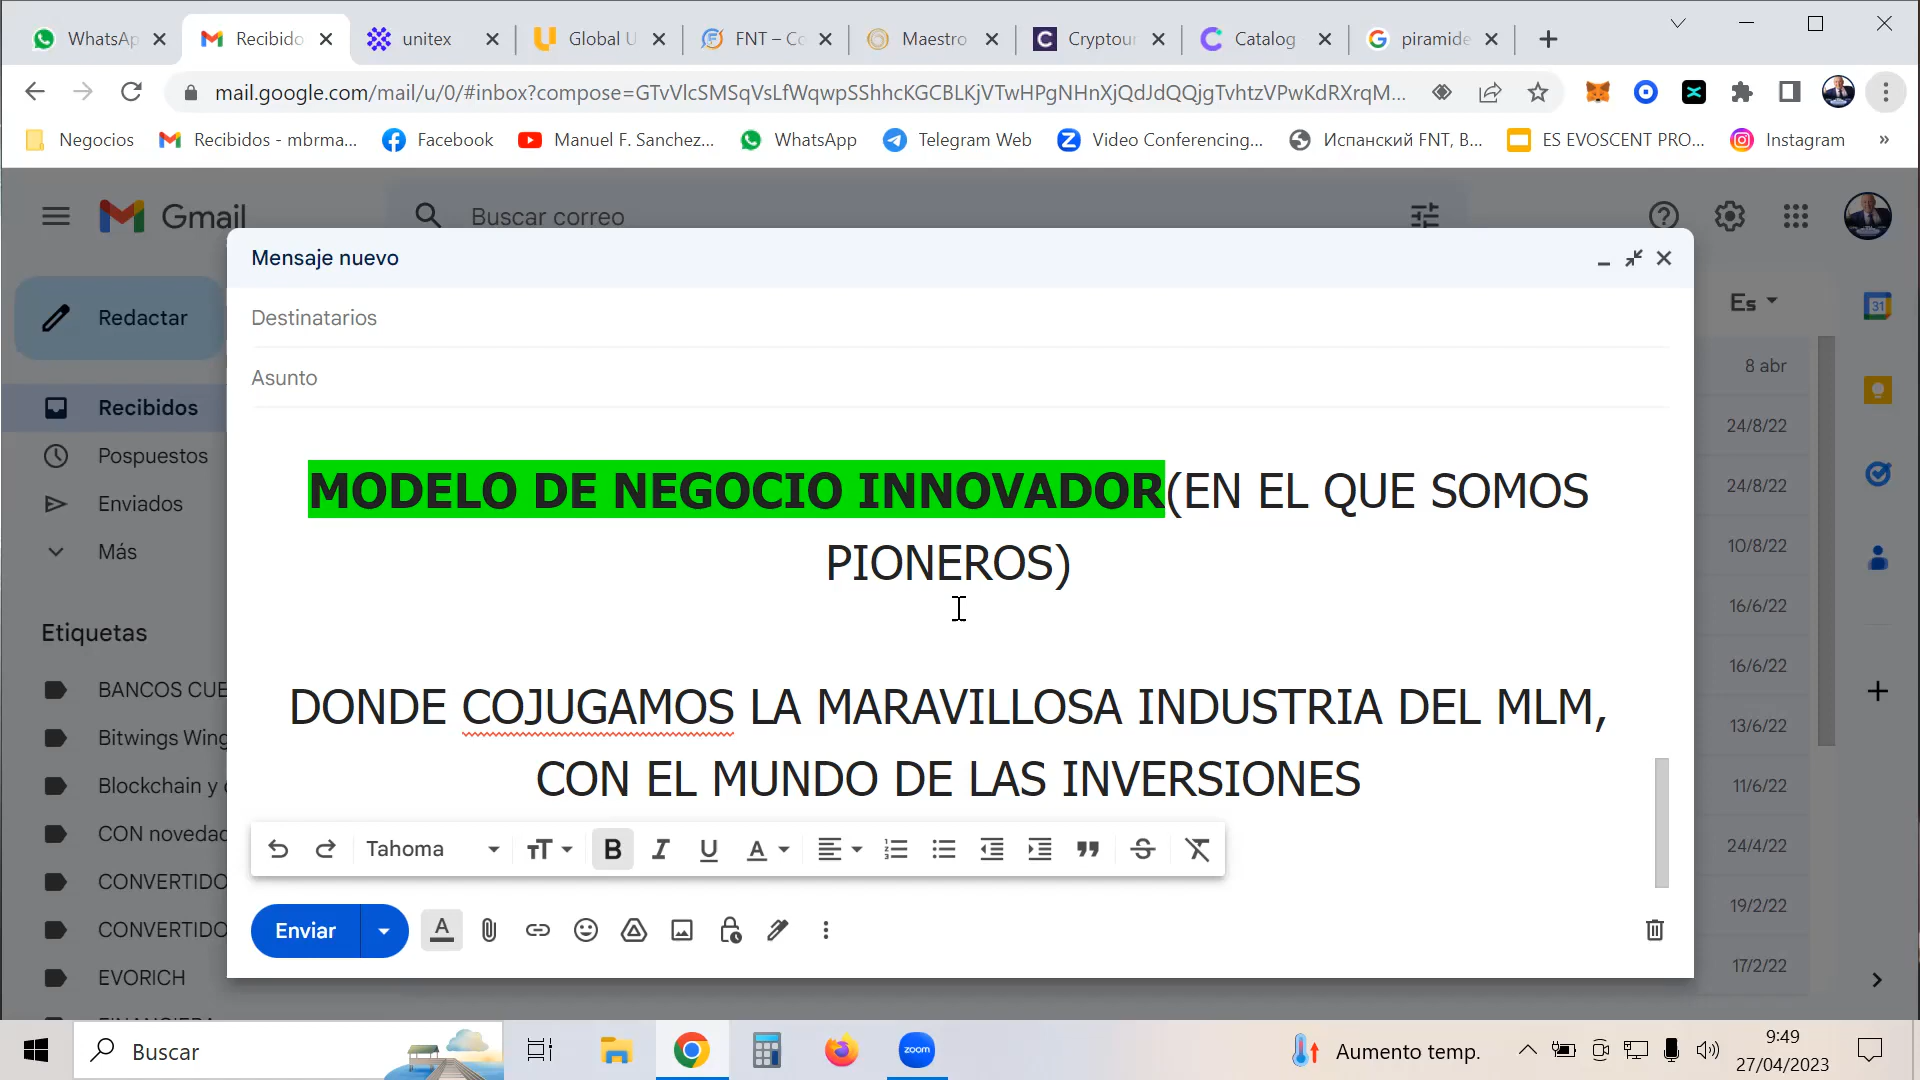 WhatsAp
Recibido
unitex
Global U
FNT – Co
Maestro
Cryptour
Catalog
piramide
mail.google.com/mail/u/0/#inbox?compose=GTvVlcSMSqVsLfWqwpSShhcKGCBLKjVTwHPgNHnXjQdJdQQjgTvhtzVPwKdRXrqM...
Negocios
Recibidos - mbrma...
Facebook
Manuel F. Sanchez...
WhatsApp
Telegram Web
Video Conferencing...
Испанский FNT, B...
ES EVOSCENT PRO...
Instagram
Gmail
Buscar correo
Redactar
Recibidos
Pospuestos
Enviados
Más
Etiquetas
BANCOS CUE
Bitwings Wing
Blockchain y
CON novedad
CONVERTIDO
CONVERTIDO
EVORICH
Mensaje nuevo
Destinatarios
Asunto
MODELO DE NEGOCIO INNOVADOR(EN EL QUE SOMOS
PIONEROS)
DONDE COJUGAMOS LA MARAVILLOSA INDUSTRIA DEL MLM,
CON EL MUNDO DE LAS INVERSIONES
Tahoma
Enviar
Es
8 abr
24/8/22
24/8/22
10/8/22
16/6/22
16/6/22
13/6/22
11/6/22
24/4/22
19/2/22
17/2/22
31
Buscar
zoom
Aumento temp.
9:49
27/04/2023